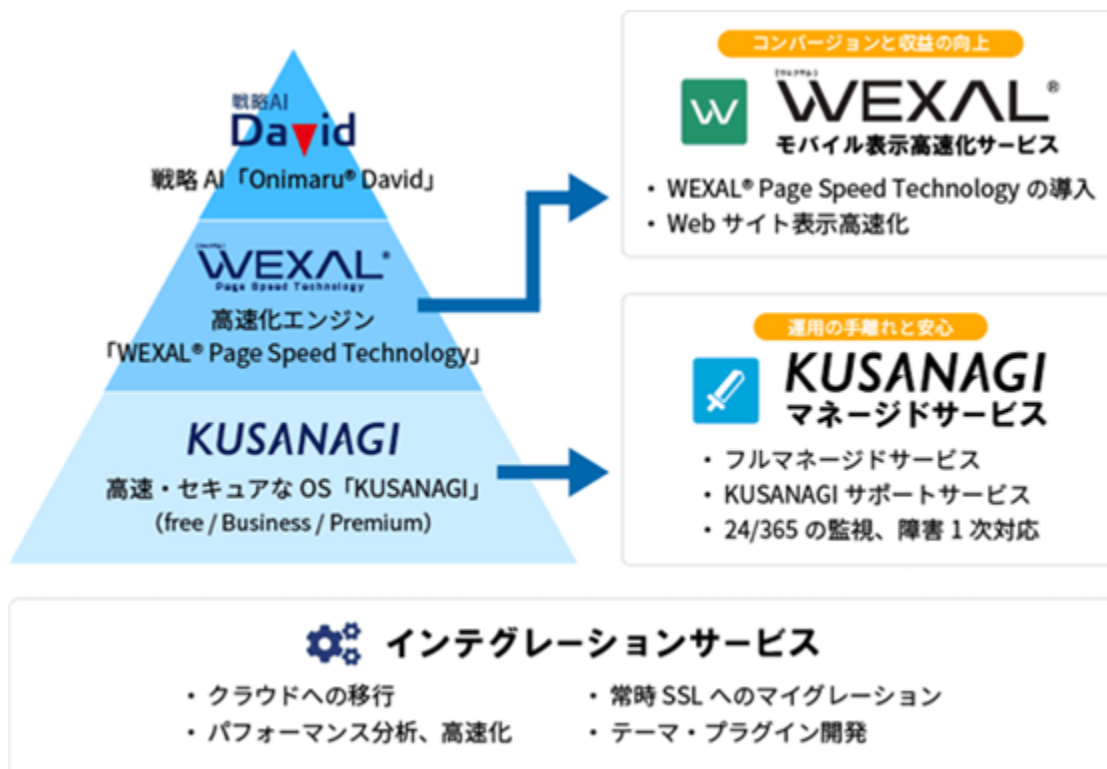 戦略AI
David
戦略 AI「Onimaru® David」
WEXAL®
Page Speed Technology
高速化エンジン
「WEXAL® Page Speed Technology」
KUSANAGI
高速・セキュアな OS「KUSANAGI」
（free / Business / Premium）
コンバージョンと収益の向上
W
WEXAL®
モバイル表示高速化サービス
・ WEXAL® Page Speed Technology の導入
・ Web サイト表示高速化
運用の手離れと安心
KUSANAGI
マネージドサービス
・ フルマネージドサービス
・ KUSANAGI サポートサービス
・ 24/365 の監視、障害 1 次対応
インテグレーションサービス
・ クラウドへの移行
・ パフォーマンス分析、高速化
・ 常時 SSL へのマイグレーション
・ テーマ・プラグイン開発